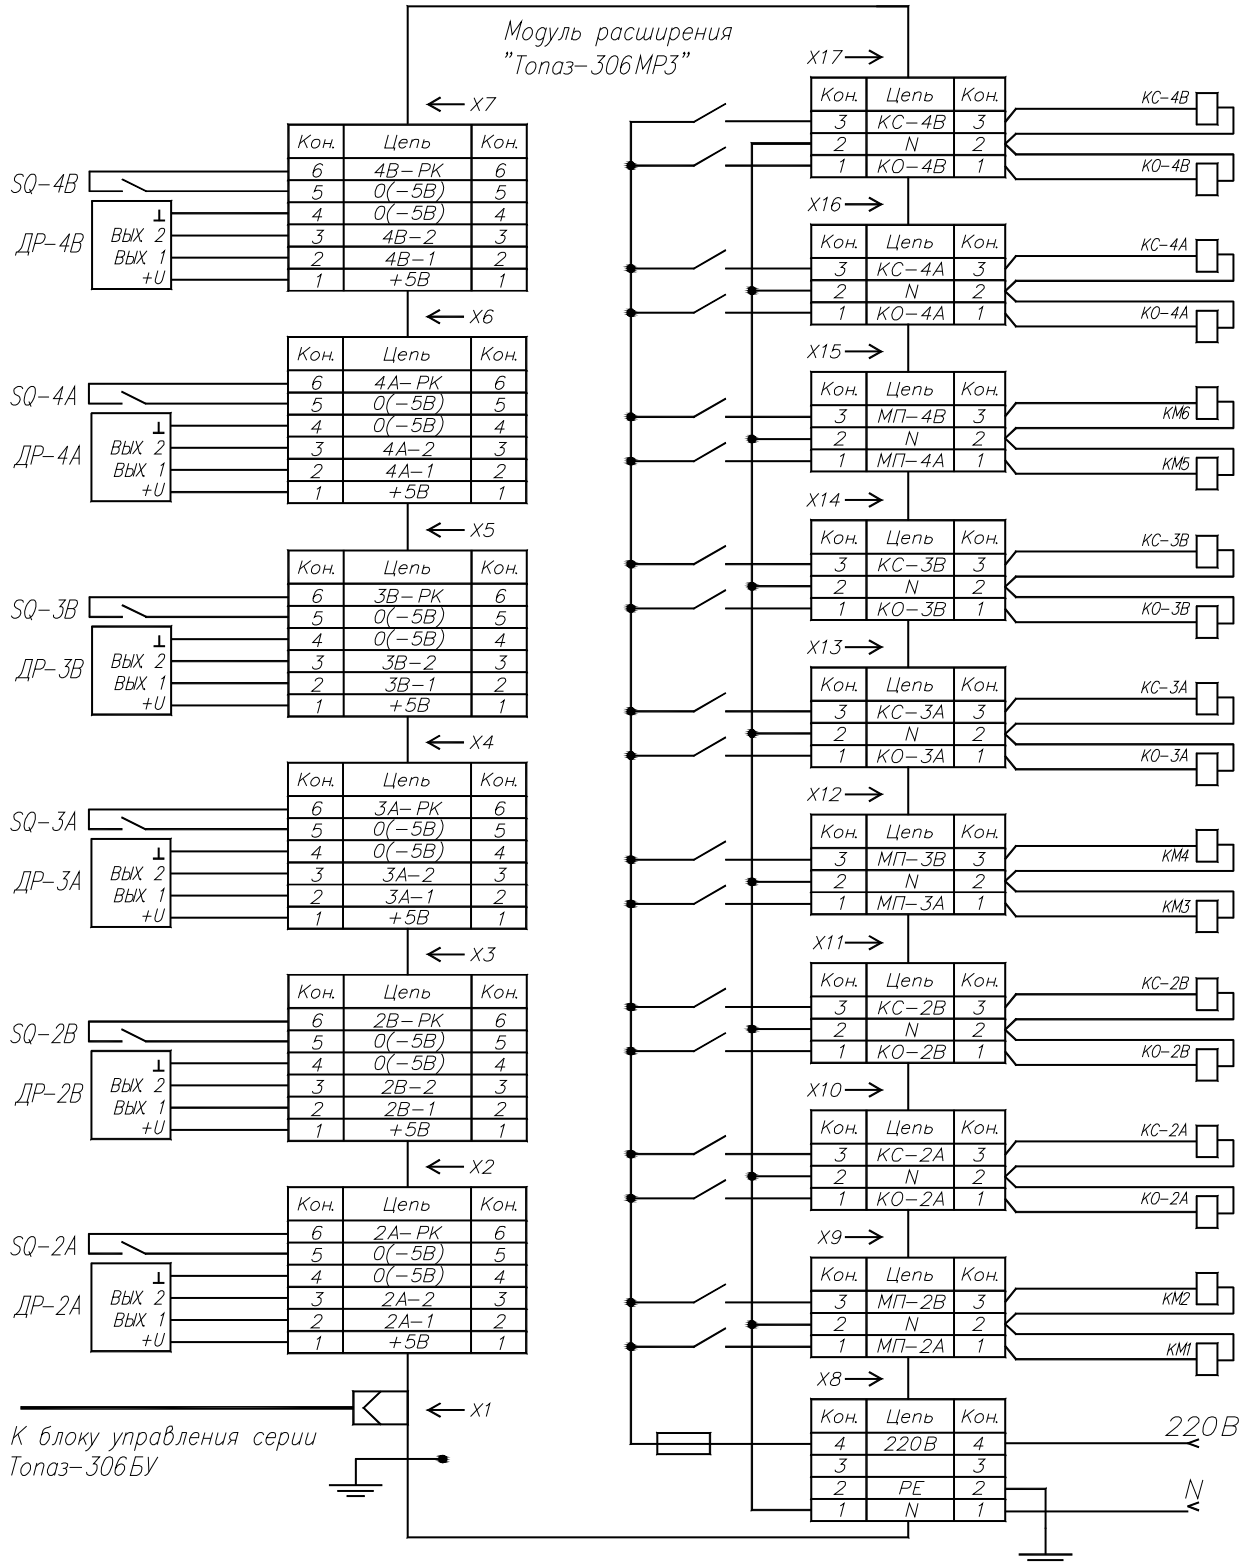 Модуль расширения
"Топаз-306МР3"
X7
Кон. Цепь Кон.
6 4В-РК 6
5 0(-5В) 5
4 0(-5В) 4
3 4В-2 3
2 4В-1 2
1 +5В 1
SQ-4В
ДР-4В
⊥
ВЫХ 2
ВЫХ 1
+U
X6
Кон. Цепь Кон.
6 4А-РК 6
5 0(-5В) 5
4 0(-5В) 4
3 4А-2 3
2 4А-1 2
1 +5В 1
SQ-4А
ДР-4А
⊥
ВЫХ 2
ВЫХ 1
+U
X5
Кон. Цепь Кон.
6 3В-РК 6
5 0(-5В) 5
4 0(-5В) 4
3 3В-2 3
2 3В-1 2
1 +5В 1
SQ-3В
ДР-3В
⊥
ВЫХ 2
ВЫХ 1
+U
X4
Кон. Цепь Кон.
6 3А-РК 6
5 0(-5В) 5
4 0(-5В) 4
3 3А-2 3
2 3А-1 2
1 +5В 1
SQ-3А
ДР-3А
⊥
ВЫХ 2
ВЫХ 1
+U
X3
Кон. Цепь Кон.
6 2В-РК 6
5 0(-5В) 5
4 0(-5В) 4
3 2В-2 3
2 2В-1 2
1 +5В 1
SQ-2В
ДР-2В
⊥
ВЫХ 2
ВЫХ 1
+U
X2
Кон. Цепь Кон.
6 2А-РК 6
5 0(-5В) 5
4 0(-5В) 4
3 2А-2 3
2 2А-1 2
1 +5В 1
SQ-2А
ДР-2А
⊥
ВЫХ 2
ВЫХ 1
+U
X1
К блоку управления серии
Топаз-306БУ
X17
Кон. Цепь Кон.
3 КС-4В 3
2 N 2
1 КО-4В 1
КС-4В
КО-4В
X16
Кон. Цепь Кон.
3 КС-4А 3
2 N 2
1 КО-4А 1
КС-4А
КО-4А
X15
Кон. Цепь Кон.
3 МП-4В 3
2 N 2
1 МП-4А 1
КМ6
КМ5
X14
Кон. Цепь Кон.
3 КС-3В 3
2 N 2
1 КО-3В 1
КС-3В
КО-3В
X13
Кон. Цепь Кон.
3 КС-3А 3
2 N 2
1 КО-3А 1
КС-3А
КО-3А
X12
Кон. Цепь Кон.
3 МП-3В 3
2 N 2
1 МП-3А 1
КМ4
КМ3
X11
Кон. Цепь Кон.
3 КС-2В 3
2 N 2
1 КО-2В 1
КС-2В
КО-2В
X10
Кон. Цепь Кон.
3 КС-2А 3
2 N 2
1 КО-2А 1
КС-2А
КО-2А
X9
Кон. Цепь Кон.
3 МП-2В 3
2 N 2
1 МП-2А 1
КМ2
КМ1
X8
Кон. Цепь Кон.
4 220В 4
3 3
2 РЕ 2
1 N 1
220В
N